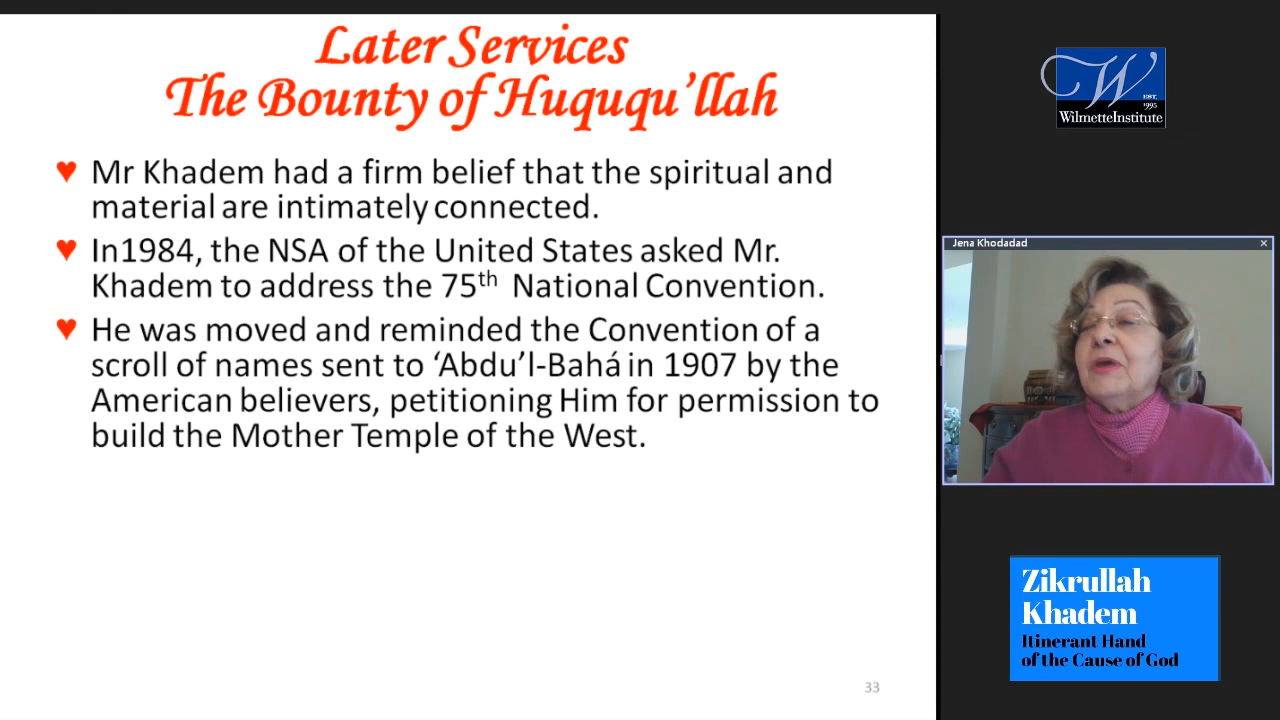 Later Services
The Bounty of Huququ’llah
♥ Mr Khadem had a firm belief that the spiritual and
material are intimately connected.
♥ In1984, the NSA of the United States asked Mr.
Khadem to address the 75th National Convention.
♥ He was moved and reminded the Convention of a
scroll of names sent to ‘Abdu’l-Bahá in 1907 by the
American believers, petitioning Him for permission to
build the Mother Temple of the West.
33
W
EST.
1995
WilmetteInstitute
Jena Khodadad
Zikrullah
Khadem
Itinerant Hand
of the Cause of God